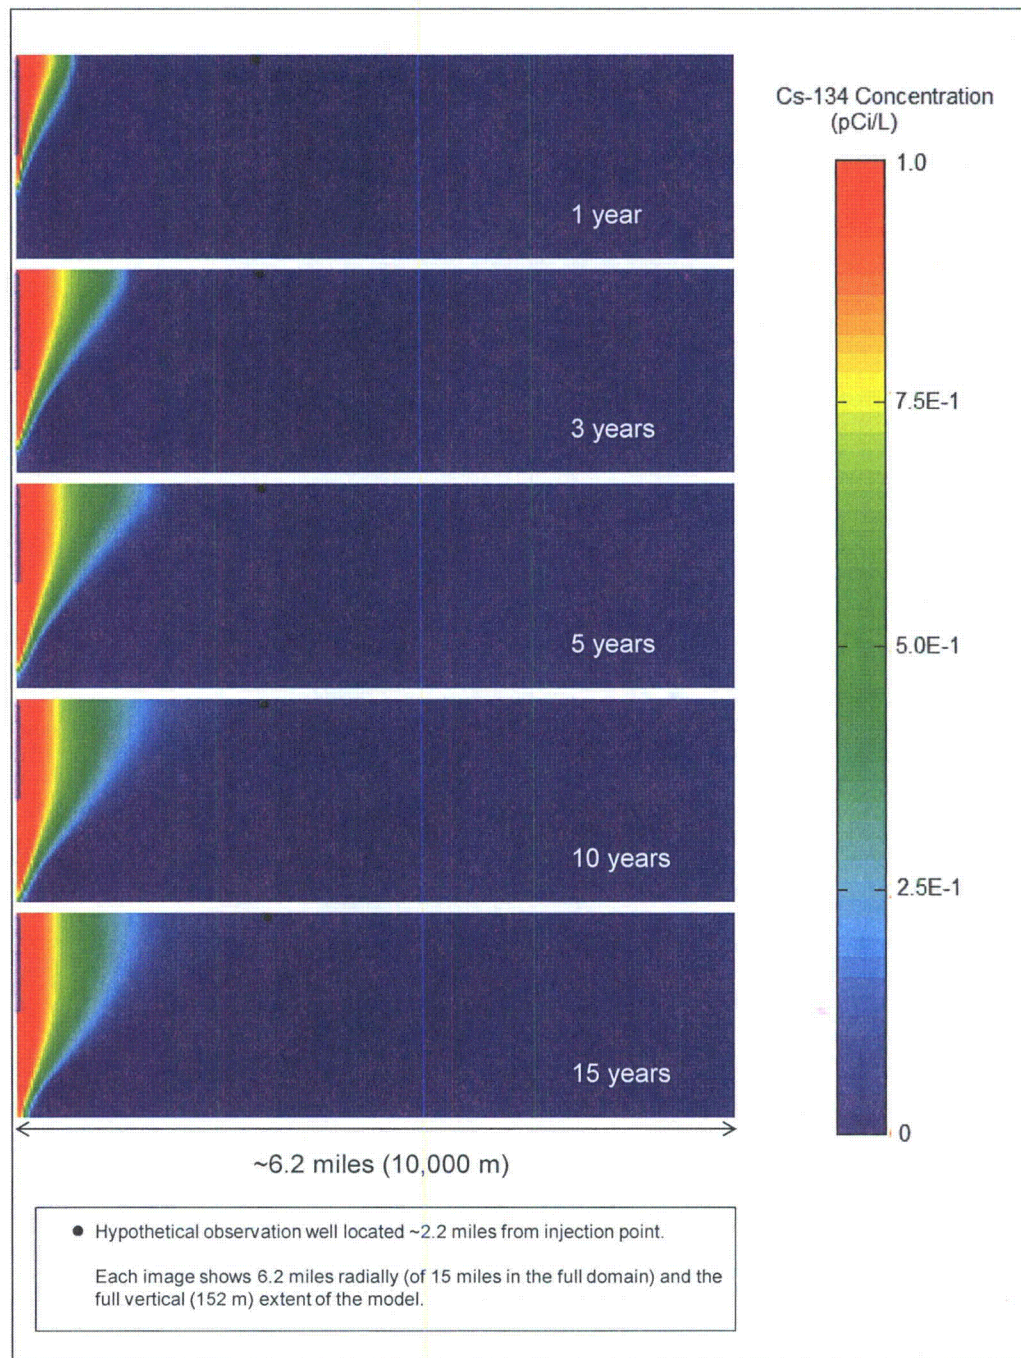 Cs-134 Concentration
(pCi/L)
1.0
7.5E-1
5.0E-1
2.5E-1
0
1 year
3 years
5 years
10 years
15 years
~6.2 miles (10,000 m)
● Hypothetical observation well located ~2.2 miles from injection point.
Each image shows 6.2 miles radially (of 15 miles in the full domain) and the
full vertical (152 m) extent of the model.